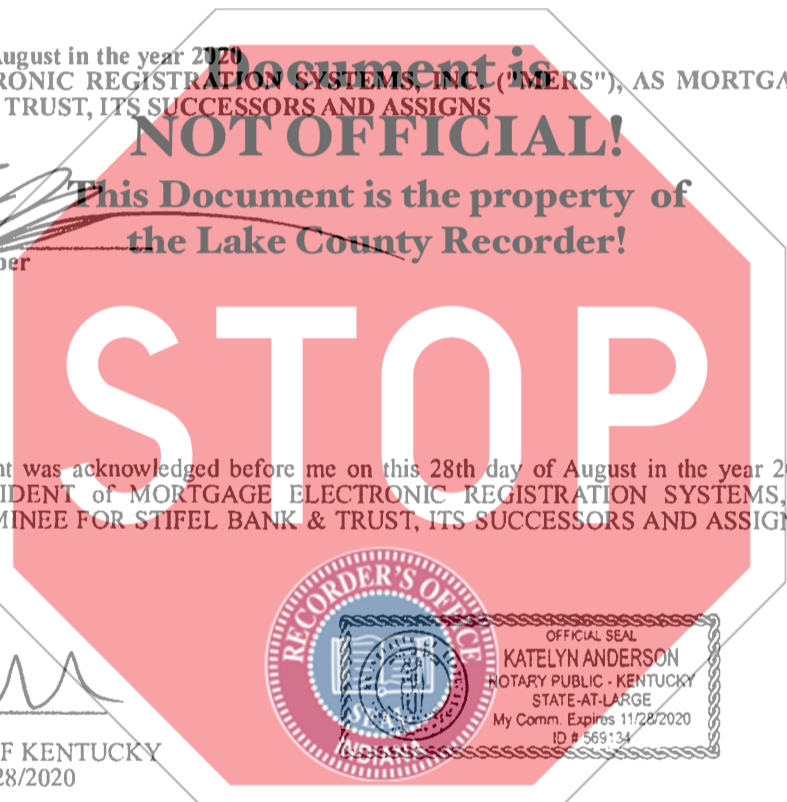 August in the year 2020
RONIC REGISTRATION SYSTEMS, INC. ("MERS"), AS MORTGA
TRUST, ITS SUCCESSORS AND ASSIGNS
Document is
NOT OFFICIAL!
This Document is the property of
the Lake County Recorder!
per
STOP
nt was acknowledged before me on this 28th day of August in the year 2
IDENT of MORTGAGE ELECTRONIC REGISTRATION SYSTEMS,
MINEE FOR STIFEL BANK & TRUST, ITS SUCCESSORS AND ASSIGN
RECORDER'S OFFICE
SEAL
INDIANA
OFFICIAL SEAL
KATELYN ANDERSON
NOTARY PUBLIC - KENTUCKY
STATE-AT-LARGE
My Comm. Expires 11/28/2020
ID # 569134
F KENTUCKY
28/2020